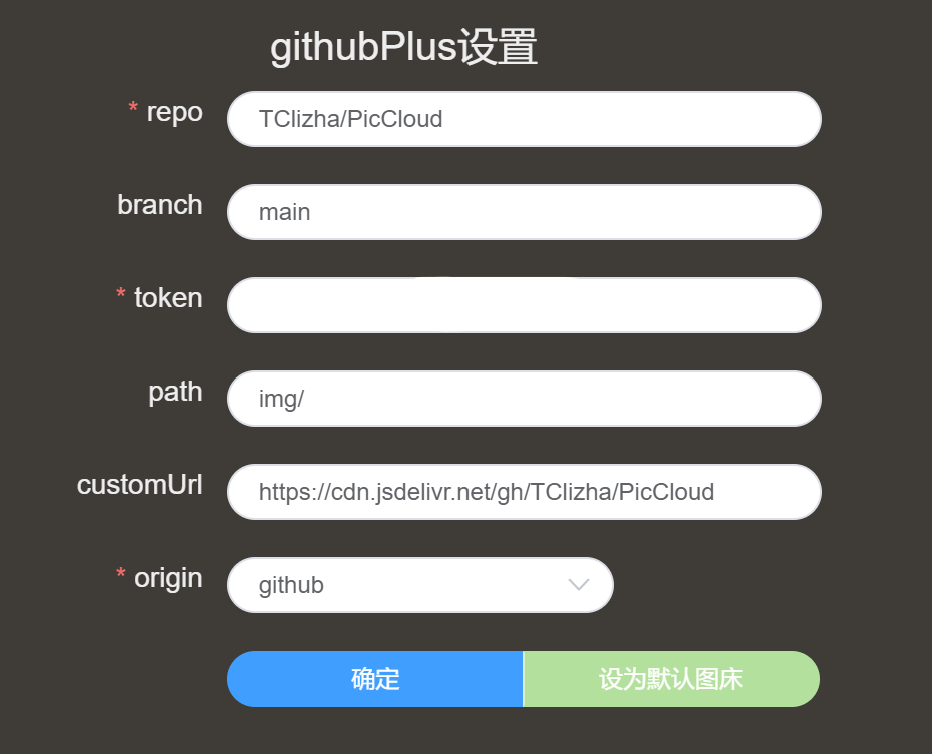 githubPlus设置
* repo TClizha/PicCloud
branch main
* token
path img/
customUrl https://cdn.jsdelivr.net/gh/TClizha/PicCloud
* origin github
确定 设为默认图床